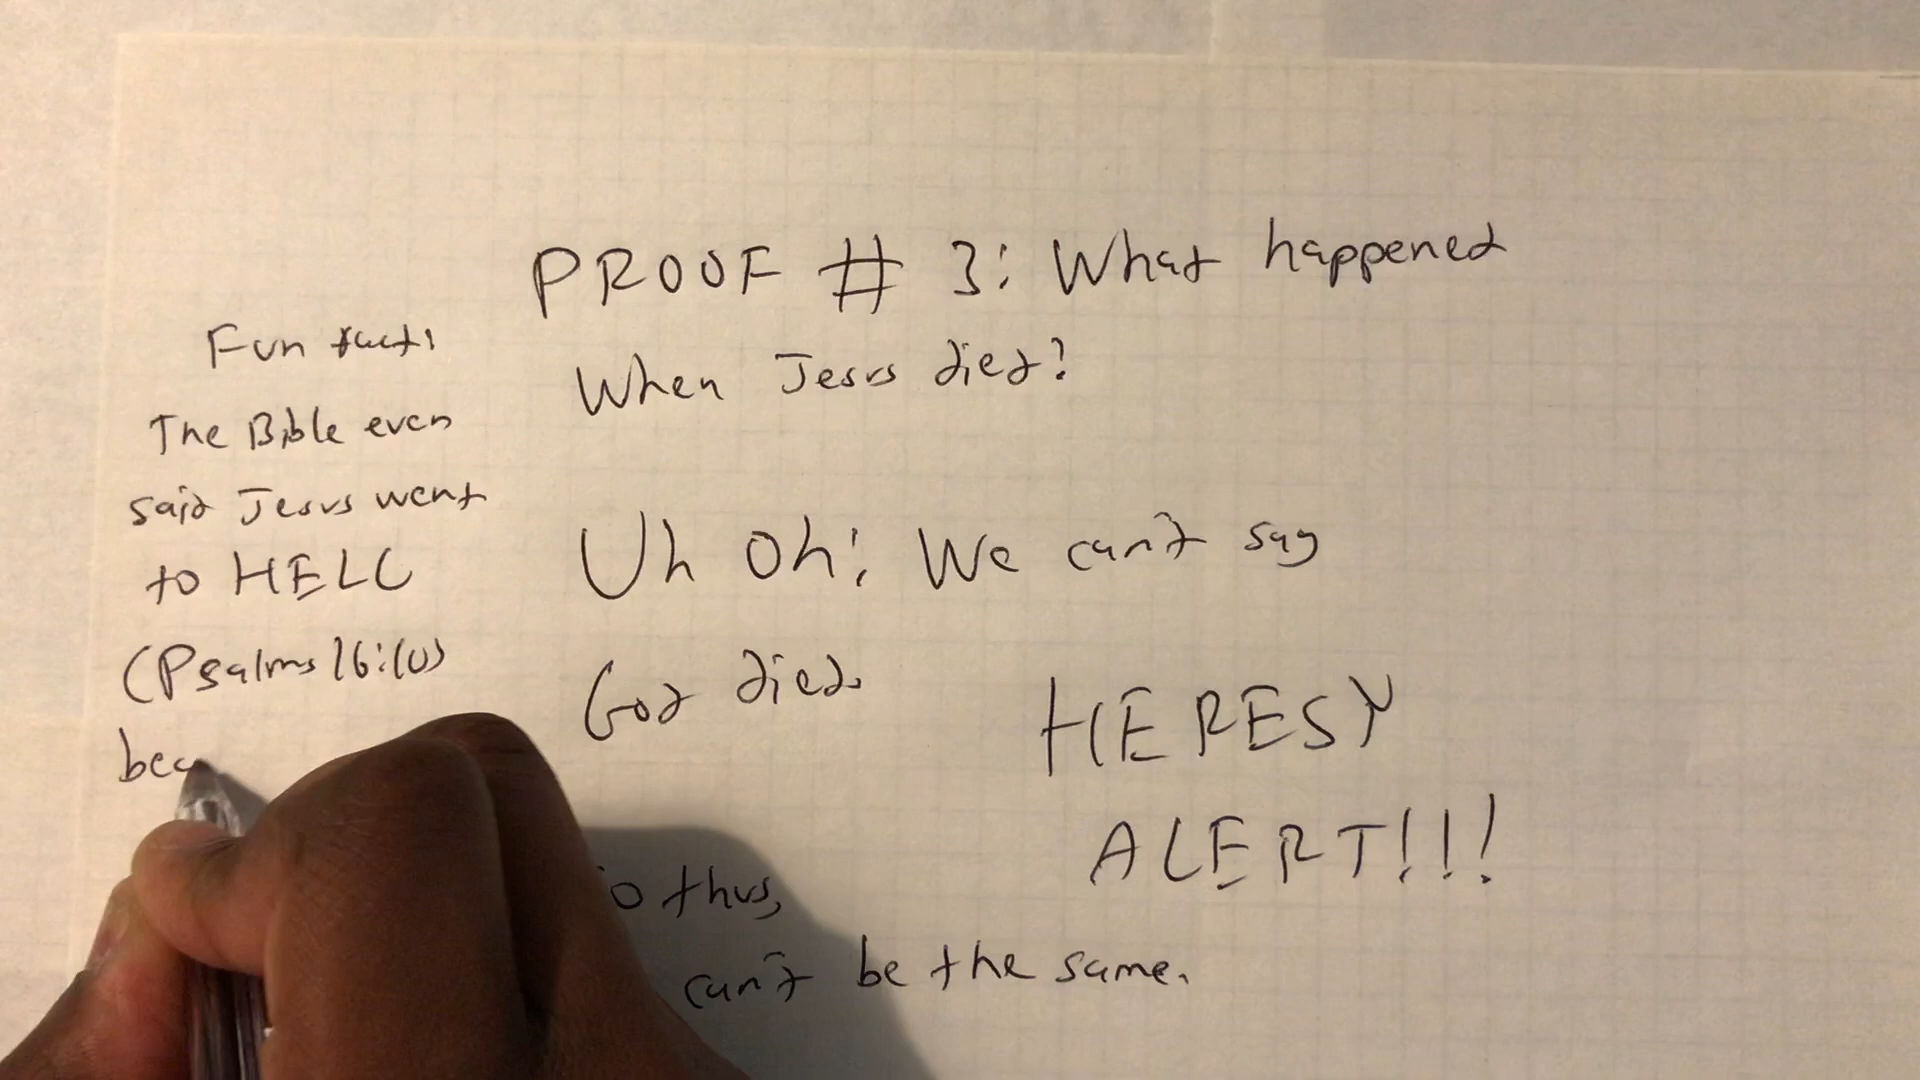 PROOF # 3: What happened
When Jesus died?
Uh Oh: We can't say
God died.
HERESY
ALERT!!!
thus,
can't be the same.
Fun fact:
The Bible even
said Jesus went
to HELL
(Psalms 16:10)